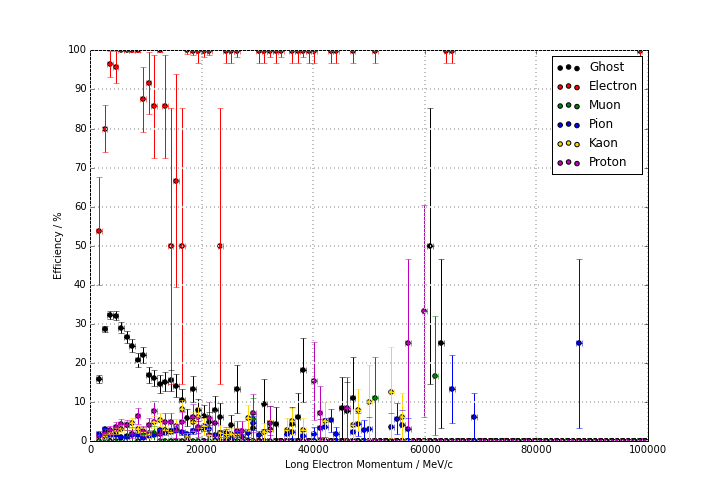 100
90
80
70
60
50
40
30
20
10
0
Efficiency / %
Ghost
Electron
Muon
Pion
Kaon
Proton
0 20000 40000 60000 80000 100000
Long Electron Momentum / MeV/c